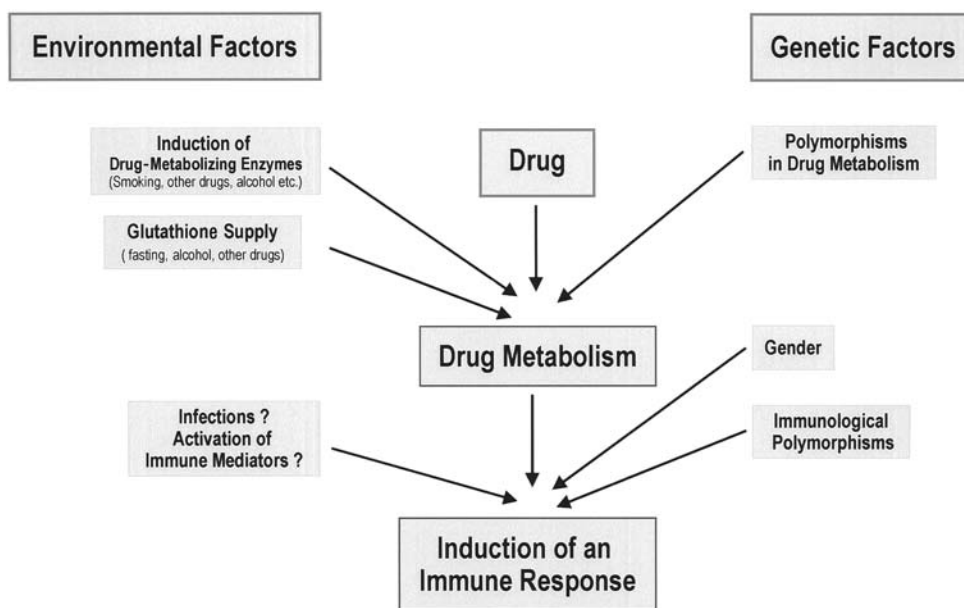 Environmental Factors
Genetic Factors
Induction of
Drug-Metabolizing Enzymes
(Smoking, other drugs, alcohol etc.)
Drug
Polymorphisms
in Drug Metabolism
Glutathione Supply
( fasting, alcohol, other drugs)
Drug Metabolism
Gender
Infections ?
Activation of
Immune Mediators ?
Immunological
Polymorphisms
Induction of an
Immune Response